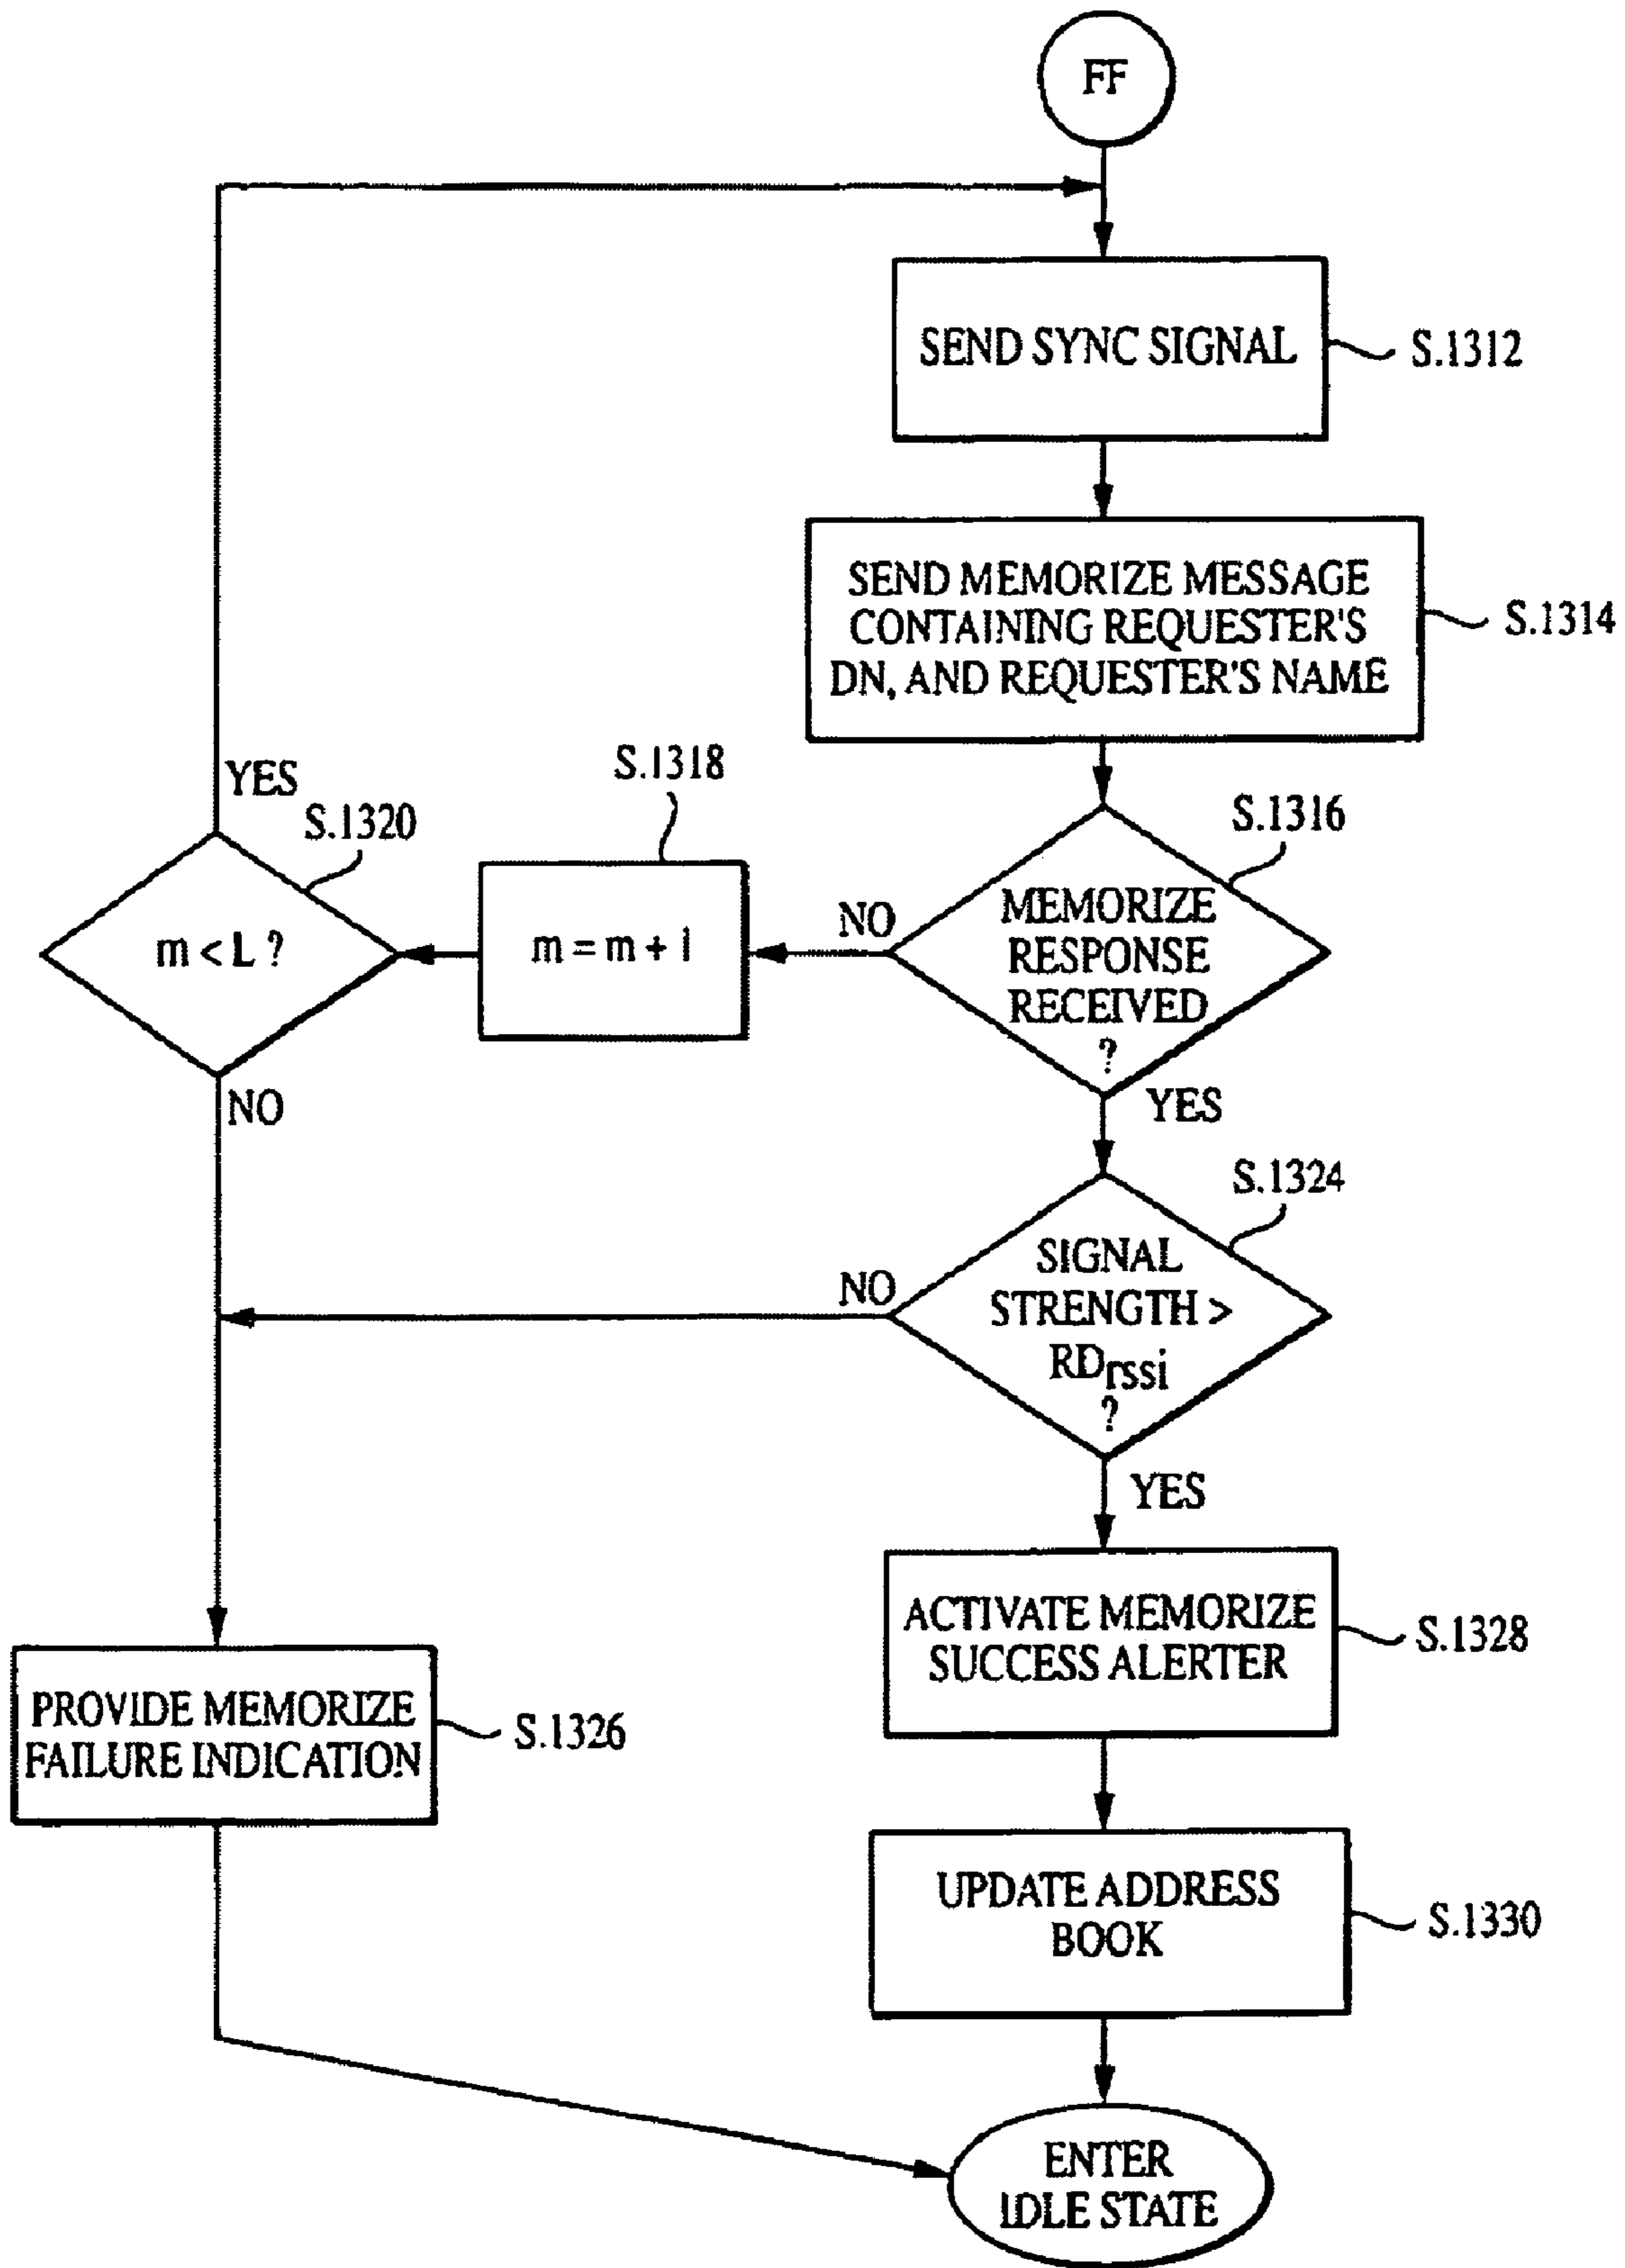 FF
SEND SYNC SIGNAL
S.1312
SEND MEMORIZE MESSAGE
CONTAINING REQUESTER'S
DN, AND REQUESTER'S NAME
S.1314
S.1316
MEMORIZE
RESPONSE
RECEIVED
?
NO
YES
S.1318
m = m + 1
S.1320
m < L ?
YES
NO
S.1324
SIGNAL
STRENGTH >
RDrssi
?
NO
YES
ACTIVATE MEMORIZE
SUCCESS ALERTER
S.1328
PROVIDE MEMORIZE
FAILURE INDICATION
S.1326
UPDATE ADDRESS
BOOK
S.1330
ENTER
IDLE STATE